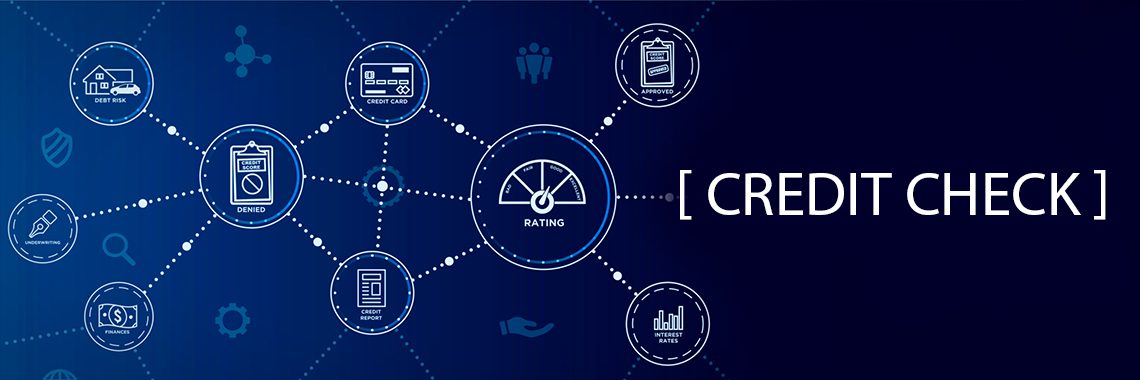 DEBT RISK
CREDIT CARD
CREDIT
SCORE
APPROVED
CREDIT
SCORE
DENIED
BAD
FAIR
GOOD
EXCELLENT
RATING
[ CREDIT CHECK ]
UNDERWRITING
$
FINANCES
CREDIT
REPORT
INTEREST
RATES